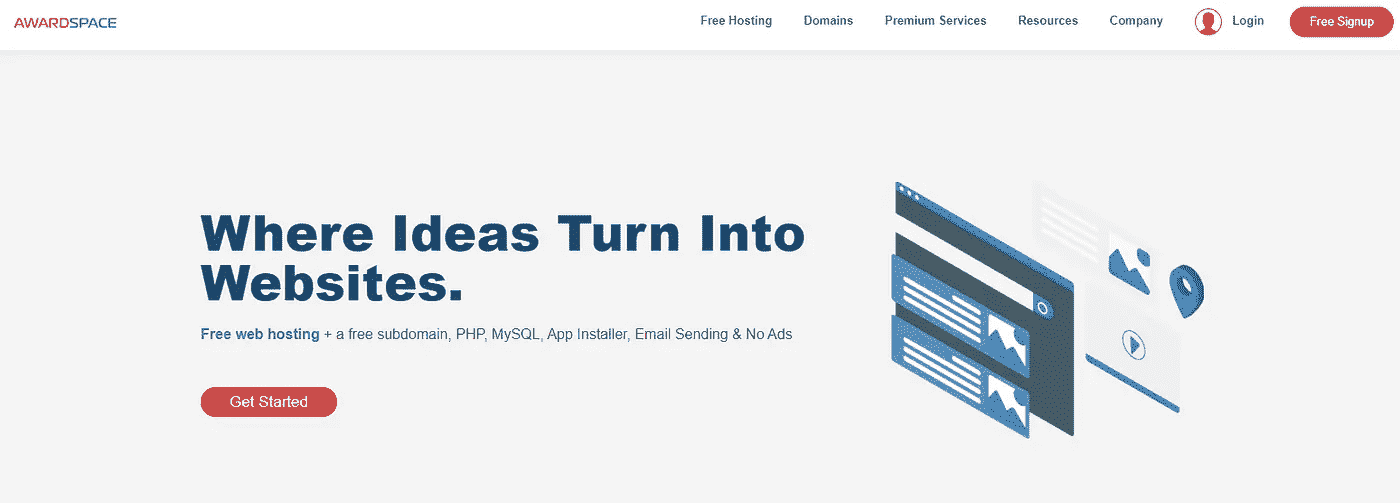 AWARDSPACE
Free Hosting
Domains
Premium Services
Resources
Company
Login
Free Signup
Where Ideas Turn Into
Websites.
Free web hosting + a free subdomain, PHP, MySQL, App Installer, Email Sending & No Ads
Get Started